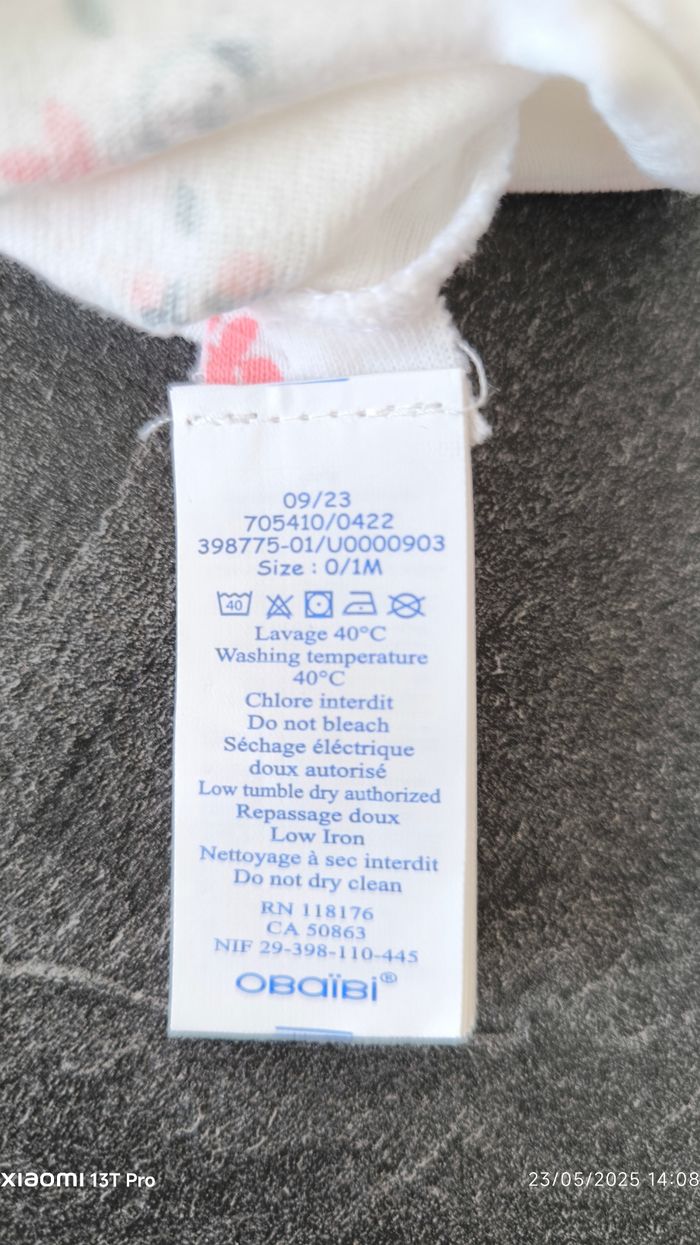 09/23
705410/0422
398775-01/U0000903
Size : 0/1M
40
Lavage 40°C
Washing temperature
40°C
Chlore interdit
Do not bleach
Séchage éléctrique
doux autorisé
Low tumble dry authorized
Repassage doux
Low Iron
Nettoyage à sec interdit
Do not dry clean
RN 118176
CA 50863
NIF 29-398-110-445
OBaïBi®
XIAOMI 13T Pro
23/05/2025 14:08